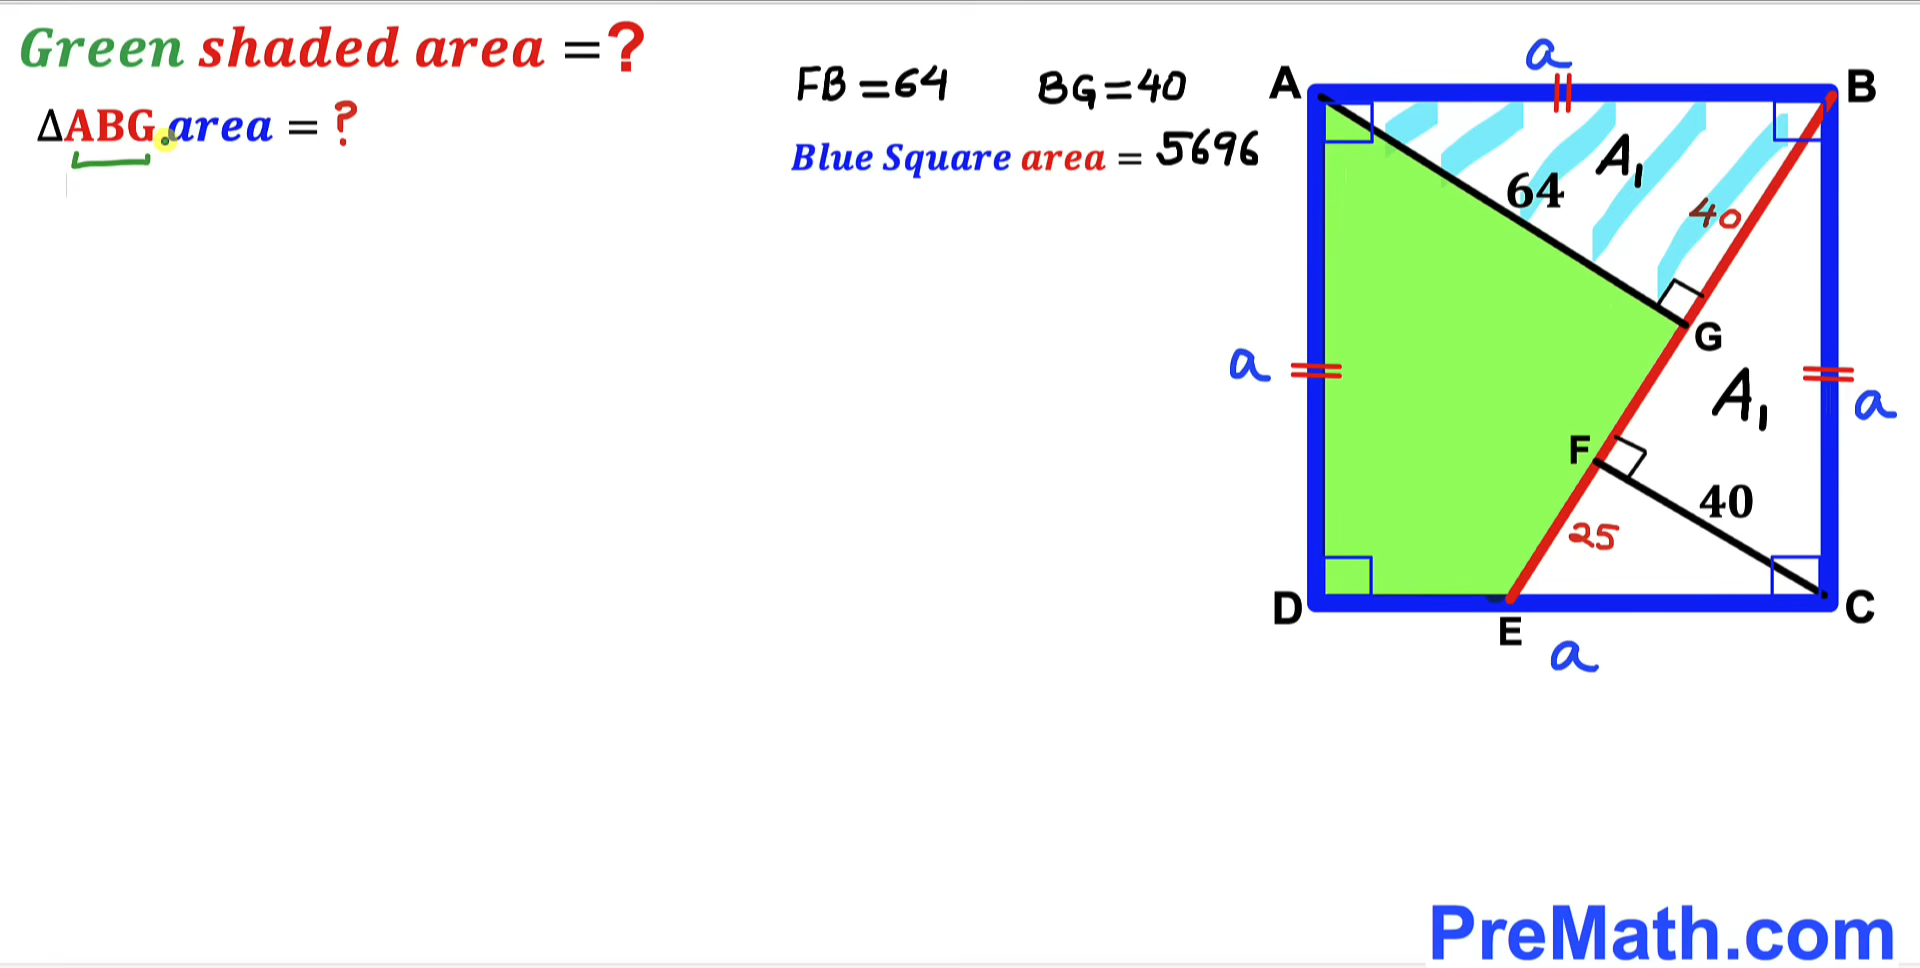 Green shaded area =?
ΔABG area = ?
FB = 64 BG = 40
Blue Square area = 5696
a
A B
A₁
64
40
G
a a
A₁
F
40
25
D C
E
a
PreMath.com